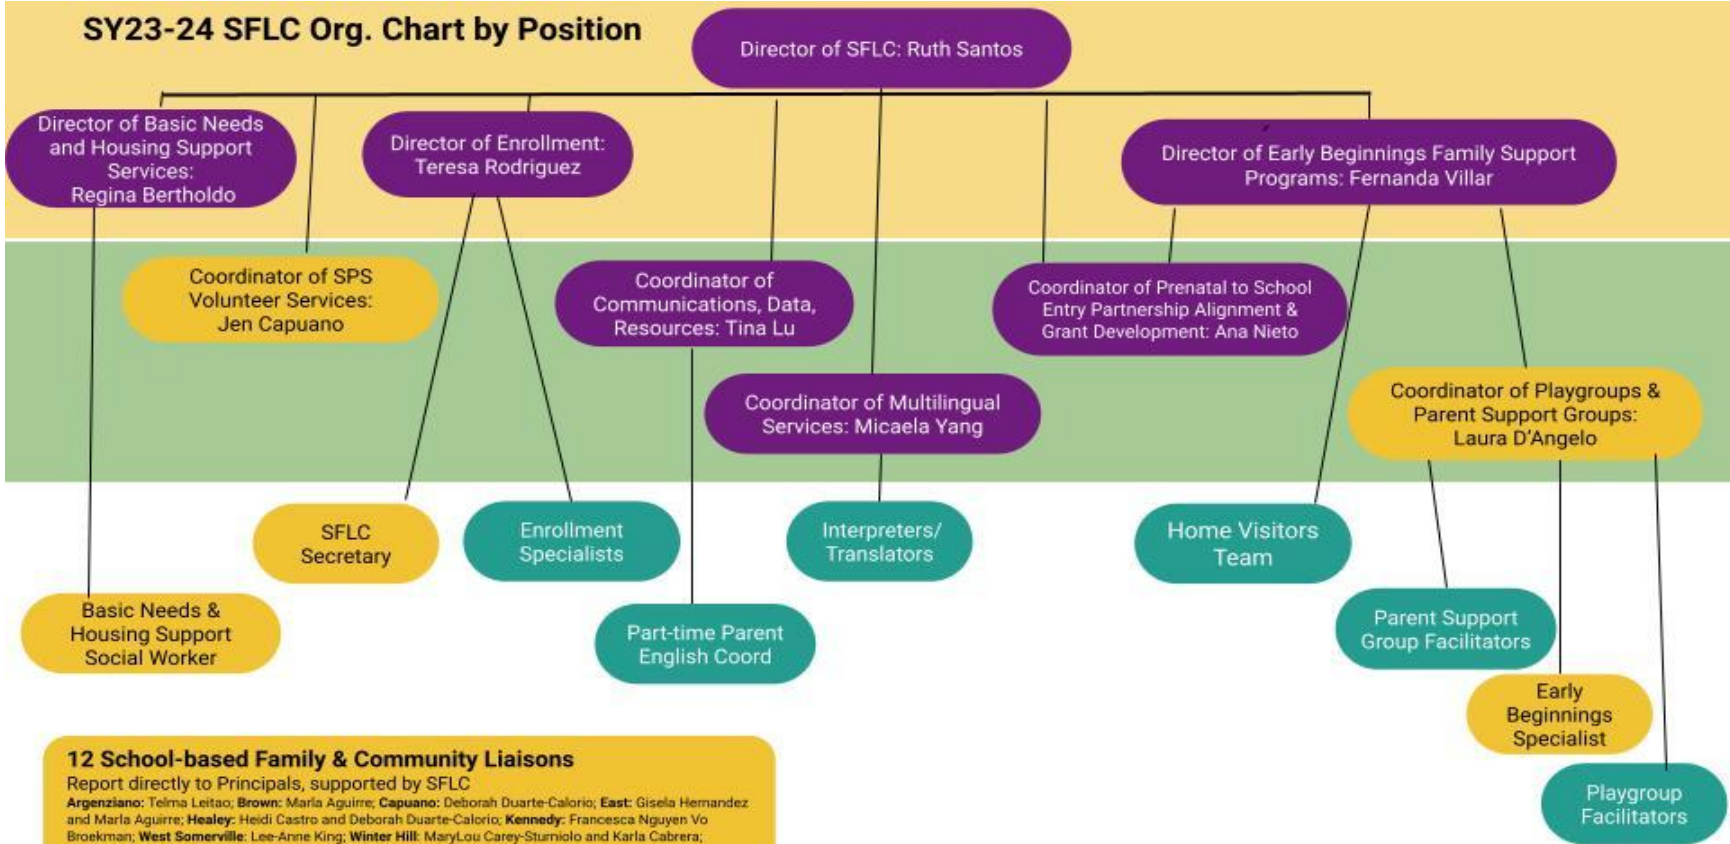 SY23-24 SFLC Org. Chart by Position
Director of SFLC: Ruth Santos
Director of Basic Needs
and Housing Support
Services:
Regina Bertholdo
Director of Enrollment:
Teresa Rodriguez
Director of Early Beginnings Family Support
Programs: Fernanda Villar
Coordinator of SPS
Volunteer Services:
Jen Capuano
Coordinator of
Communications, Data,
Resources: Tina Lu
Coordinator of Prenatal to School
Entry Partnership Alignment &
Grant Development: Ana Nieto
Coordinator of Multilingual
Services: Micaela Yang
Coordinator of Playgroups &
Parent Support Groups:
Laura D'Angelo
SFLC
Secretary
Enrollment
Specialists
Interpreters/
Translators
Home Visitors
Team
Basic Needs &
Housing Support
Social Worker
Part-time Parent
English Coord
Parent Support
Group Facilitators
Early
Beginnings
Specialist
Playgroup
Facilitators
12 School-based Family & Community Liaisons
Report directly to Principals, supported by SFLC
Argenziano: Telma Leitao; Brown: Marla Aguirre; Capuano: Deborah Duarte-Calorio; East: Gisela Hernandez
and Marla Aguirre; Healey: Heidi Castro and Deborah Duarte-Calorio; Kennedy: Francesca Nguyen Vo
Broekman; West Somerville: Lee-Anne King; Winter Hill: MaryLou Carey-Sturniolo and Karla Cabrera;